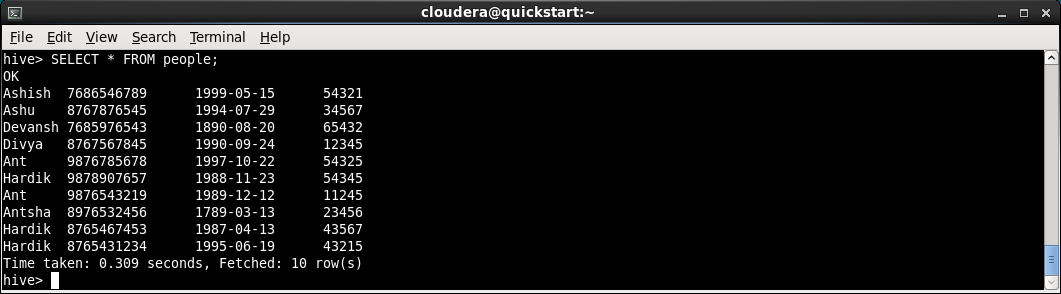 cloudera@quickstart:~
File Edit View Search Terminal Help
hive> SELECT * FROM people;
OK
Ashish 7686546789 1999-05-15 54321
Ashu 8767876545 1994-07-29 34567
Devansh 7685976543 1890-08-20 65432
Divya 8767567845 1990-09-24 12345
Ant 9876785678 1997-10-22 54325
Hardik 9878907657 1988-11-23 54345
Ant 9876543219 1989-12-12 11245
Antsha 8976532456 1789-03-13 23456
Hardik 8765467453 1987-04-13 43567
Hardik 8765431234 1995-06-19 43215
Time taken: 0.309 seconds, Fetched: 10 row(s)
hive>